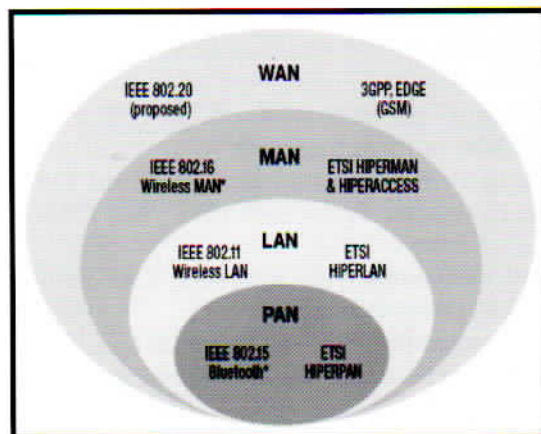 WAN
IEEE 802.20
(proposed)
3GPP, EDGE
(GSM)
MAN
IEEE 802.16
Wireless MAN*
ETSI HIPERMAN
& HIPERACCESS
LAN
IEEE 802.11
Wireless LAN
ETSI
HIPERLAN
PAN
IEEE 802.15
Bluetooth*
ETSI
HIPERPAN